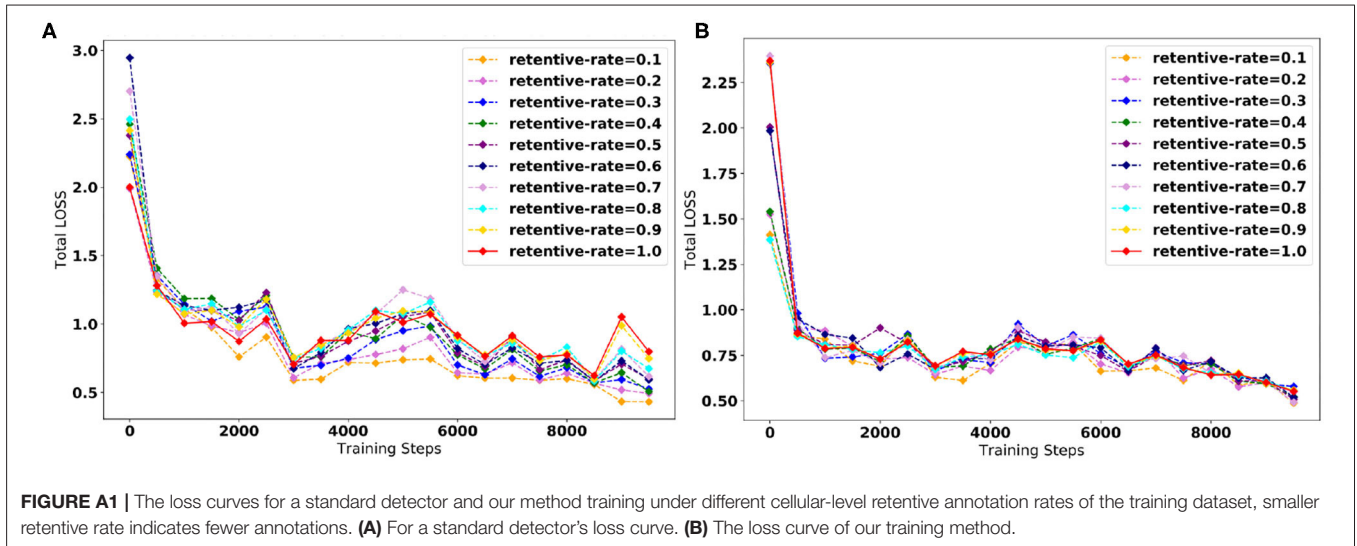 A
3.0
2.5
2.0
1.5
1.0
0.5
Total LOSS
0
2000
4000
6000
8000
Training Steps
retentive-rate=0.1
retentive-rate=0.2
retentive-rate=0.3
retentive-rate=0.4
retentive-rate=0.5
retentive-rate=0.6
retentive-rate=0.7
retentive-rate=0.8
retentive-rate=0.9
retentive-rate=1.0
B
2.25
2.00
1.75
1.50
1.25
1.00
0.75
0.50
Total LOSS
0
2000
4000
6000
8000
Training Steps
retentive-rate=0.1
retentive-rate=0.2
retentive-rate=0.3
retentive-rate=0.4
retentive-rate=0.5
retentive-rate=0.6
retentive-rate=0.7
retentive-rate=0.8
retentive-rate=0.9
retentive-rate=1.0
FIGURE A1 | The loss curves for a standard detector and our method training under different cellular-level retentive annotation rates of the training dataset, smaller
retentive rate indicates fewer annotations. (A) For a standard detector's loss curve. (B) The loss curve of our training method.